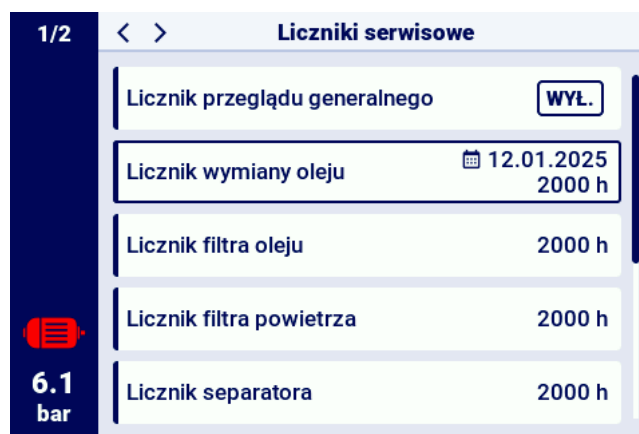 1/2
< > Liczniki serwisowe
Licznik przeglądu generalnego WYŁ.
Licznik wymiany oleju 12.01.2025
2000 h
Licznik filtra oleju 2000 h
Licznik filtra powietrza 2000 h
Licznik separatora 2000 h
6.1
bar